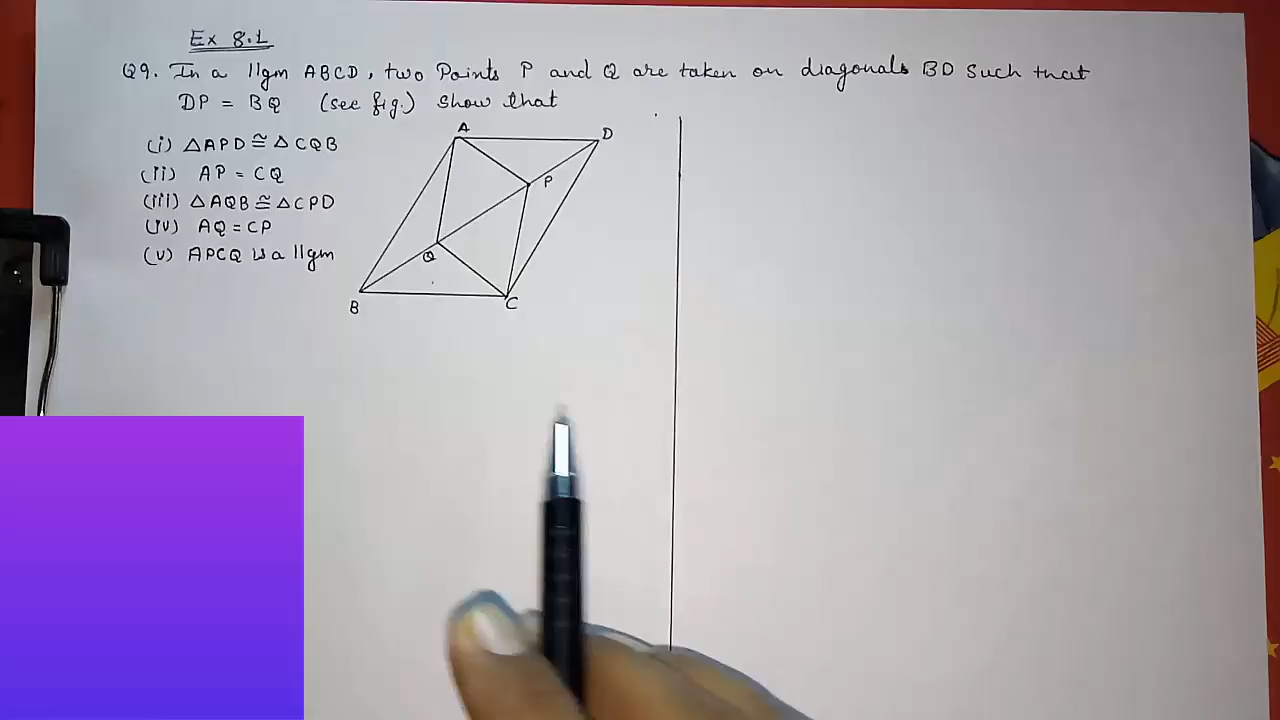 Ex 8.1
Q9. In a llgm ABCD, two Points P and Q are taken on diagonals BD such that
DP = BQ (see fig.) show that
(i) △APD ≅ △CQB
(ii) AP = CQ
(iii) △AQB ≅ △CPD
(iv) AQ = CP
(v) APCQ is a llgm
A
D
P
Q
B
C